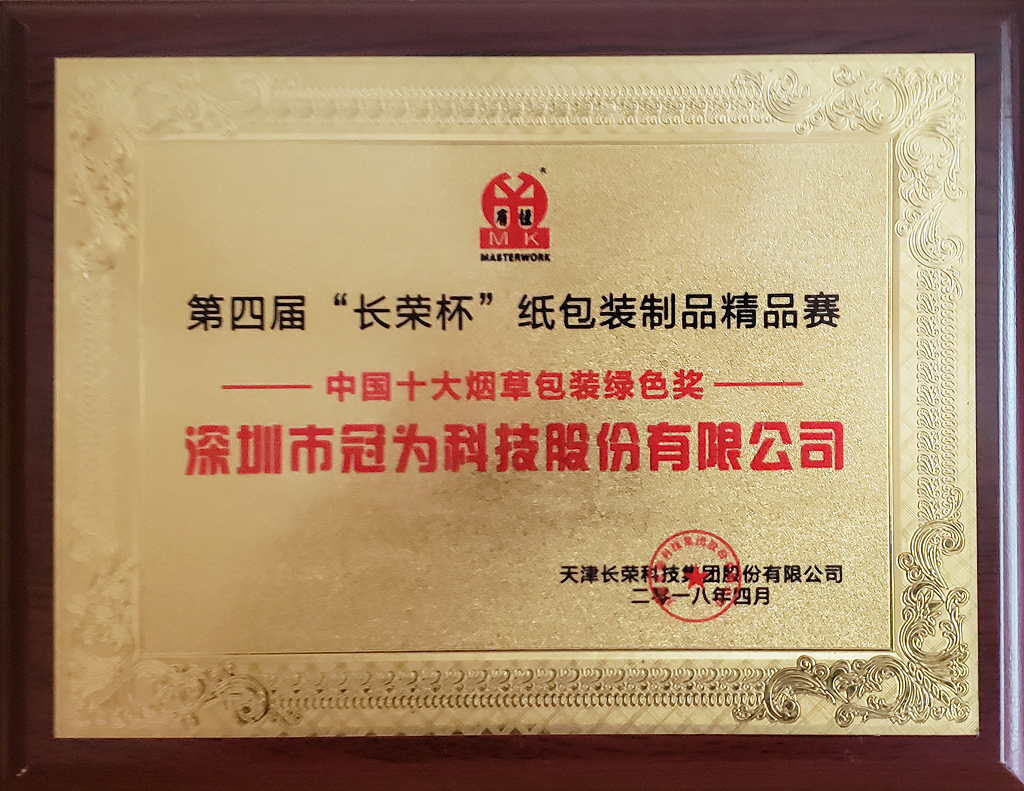 有恒
MK
MASTERWORK
第四届“长荣杯”纸包装制品精品赛
中国十大烟草包装绿色奖
深圳市冠为科技股份有限公司
天津长荣科技集团股份有限公司
二零一八年四月